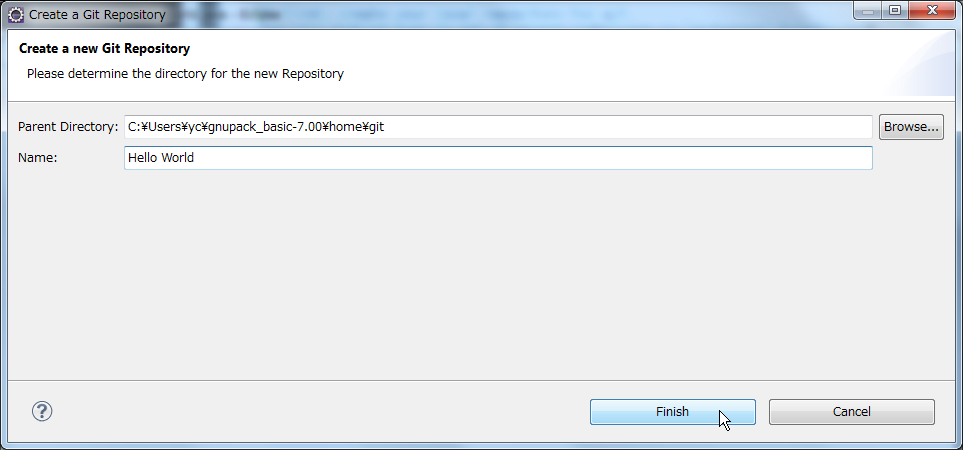 Create a Git Repository
Create a new Git Repository
Please determine the directory for the new Repository
Parent Directory: C:¥Users¥yc¥gnupack_basic-7.00¥home¥git Browse...
Name: Hello World
? Finish Cancel